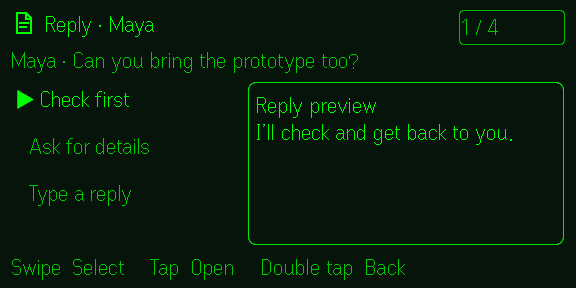 Reply · Maya
1 / 4
Maya · Can you bring the prototype too?
▶ Check first
Ask for details
Type a reply
Reply preview
I'll check and get back to you.
Swipe Select Tap Open Double tap Back